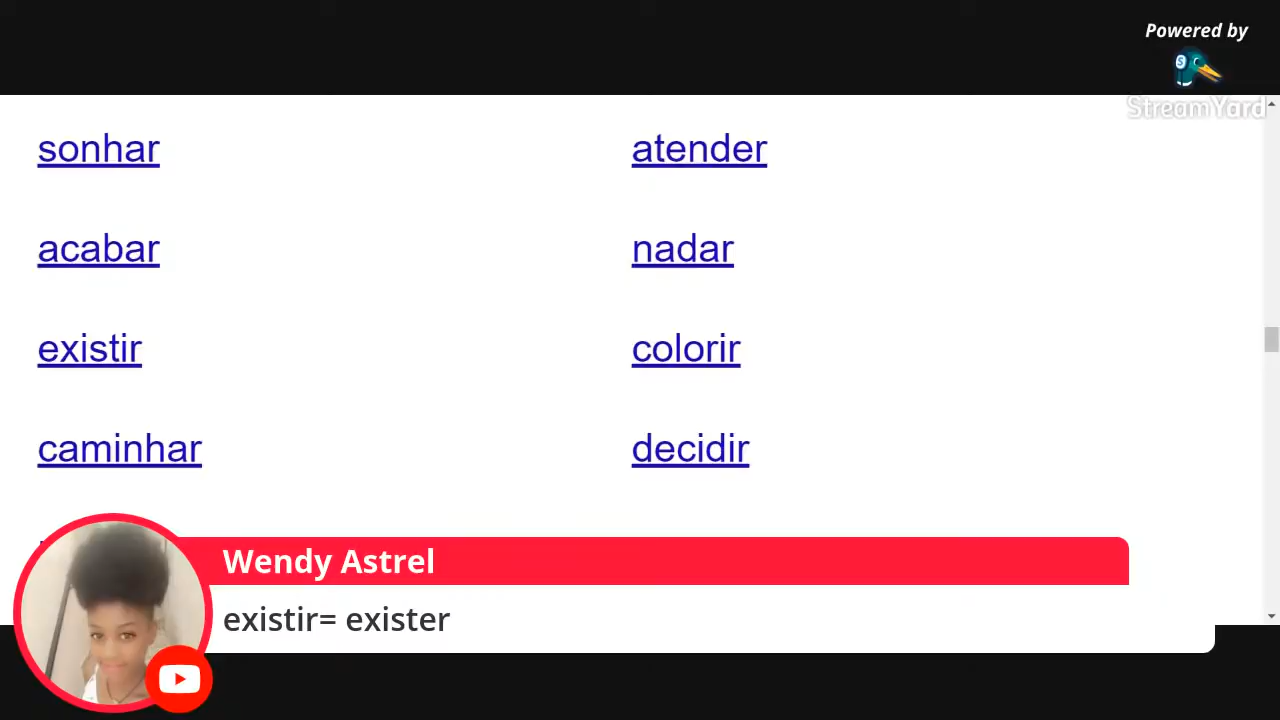 Powered by
StreamYard
sonhar
atender
acabar
nadar
existir
colorir
caminhar
decidir
Wendy Astrel
existir= exister